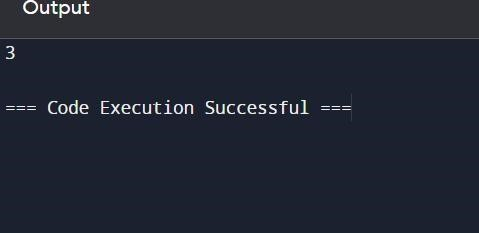 Output
3
=== Code Execution Successful ===